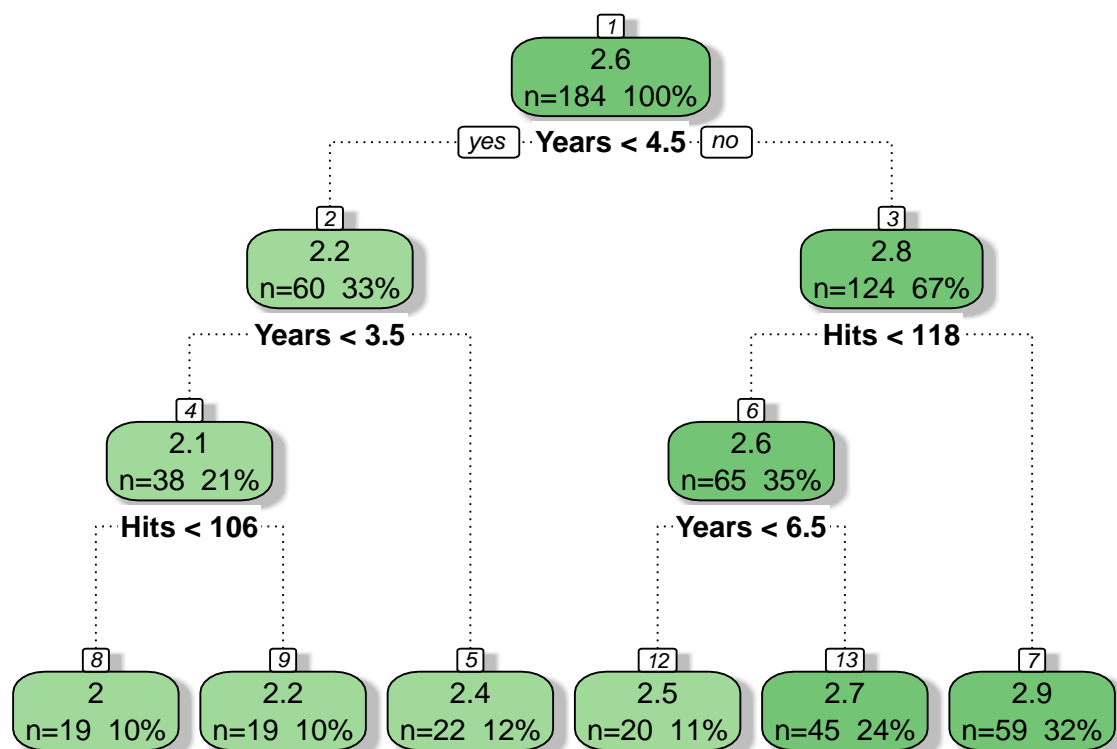 1
2.6
n=184 100%
yes Years < 4.5 no
2
2.2
n=60 33%
Years < 3.5
3
2.8
n=124 67%
Hits < 118
4
2.1
n=38 21%
Hits < 106
6
2.6
n=65 35%
Years < 6.5
8
2
n=19 10%
9
2.2
n=19 10%
5
2.4
n=22 12%
12
2.5
n=20 11%
13
2.7
n=45 24%
7
2.9
n=59 32%